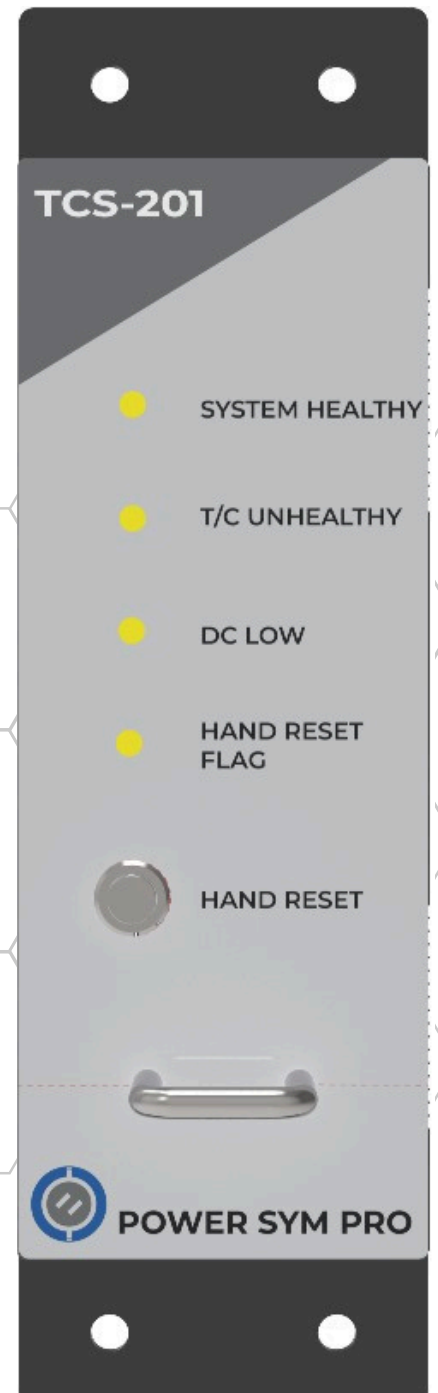 TCS-201
SYSTEM HEALTHY
T/C UNHEALTHY
DC LOW
HAND RESET
FLAG
HAND RESET
POWER SYM PRO